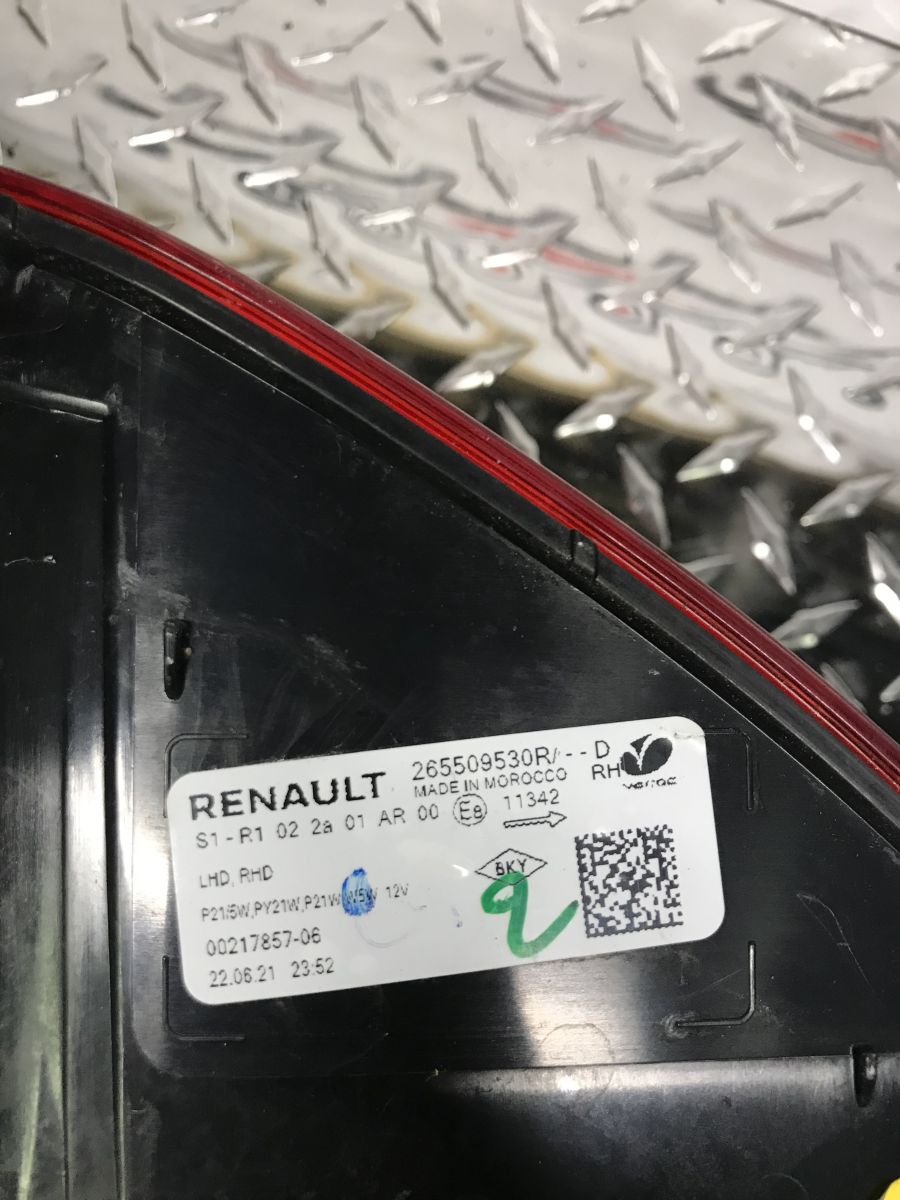 RENAULT
265509530R/--D
MADE IN MOROCCO
RH
S1-R1 02 2a 01 AR 00 E8 11342
LHD, RHD
BKY
P21/5W,PY21W,P21W,W5W 12V
00217857-06
22.06.21 23:52